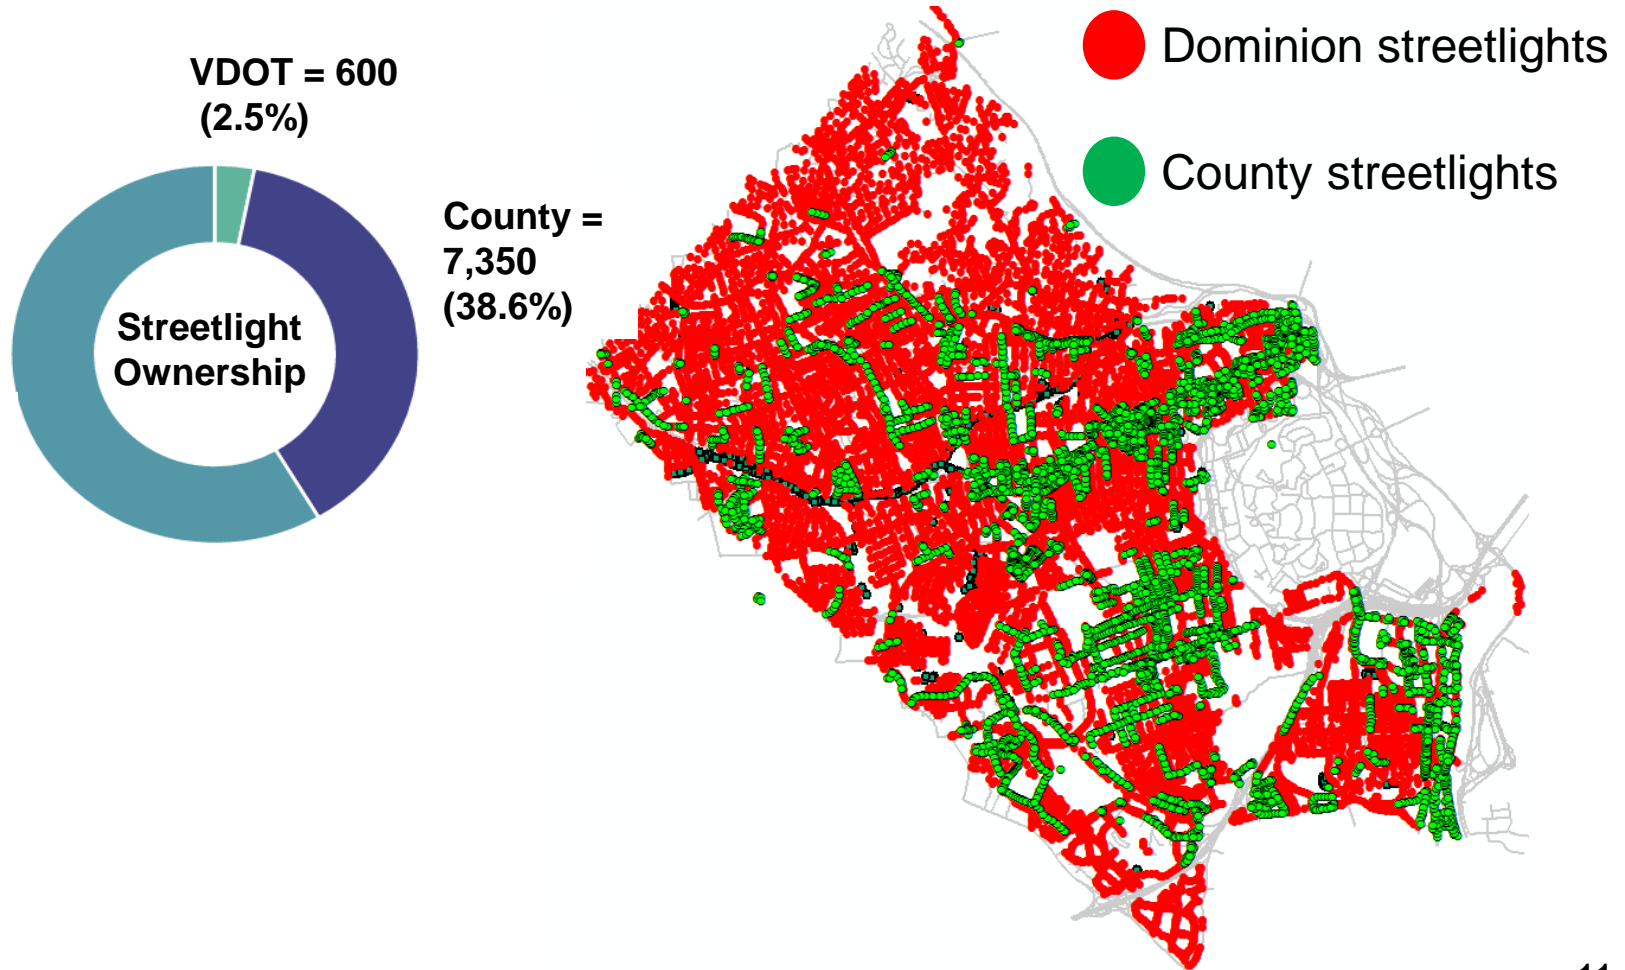 VDOT = 600
(2.5%)
County =
7,350
(38.6%)
Streetlight
Ownership
Dominion streetlights
County streetlights